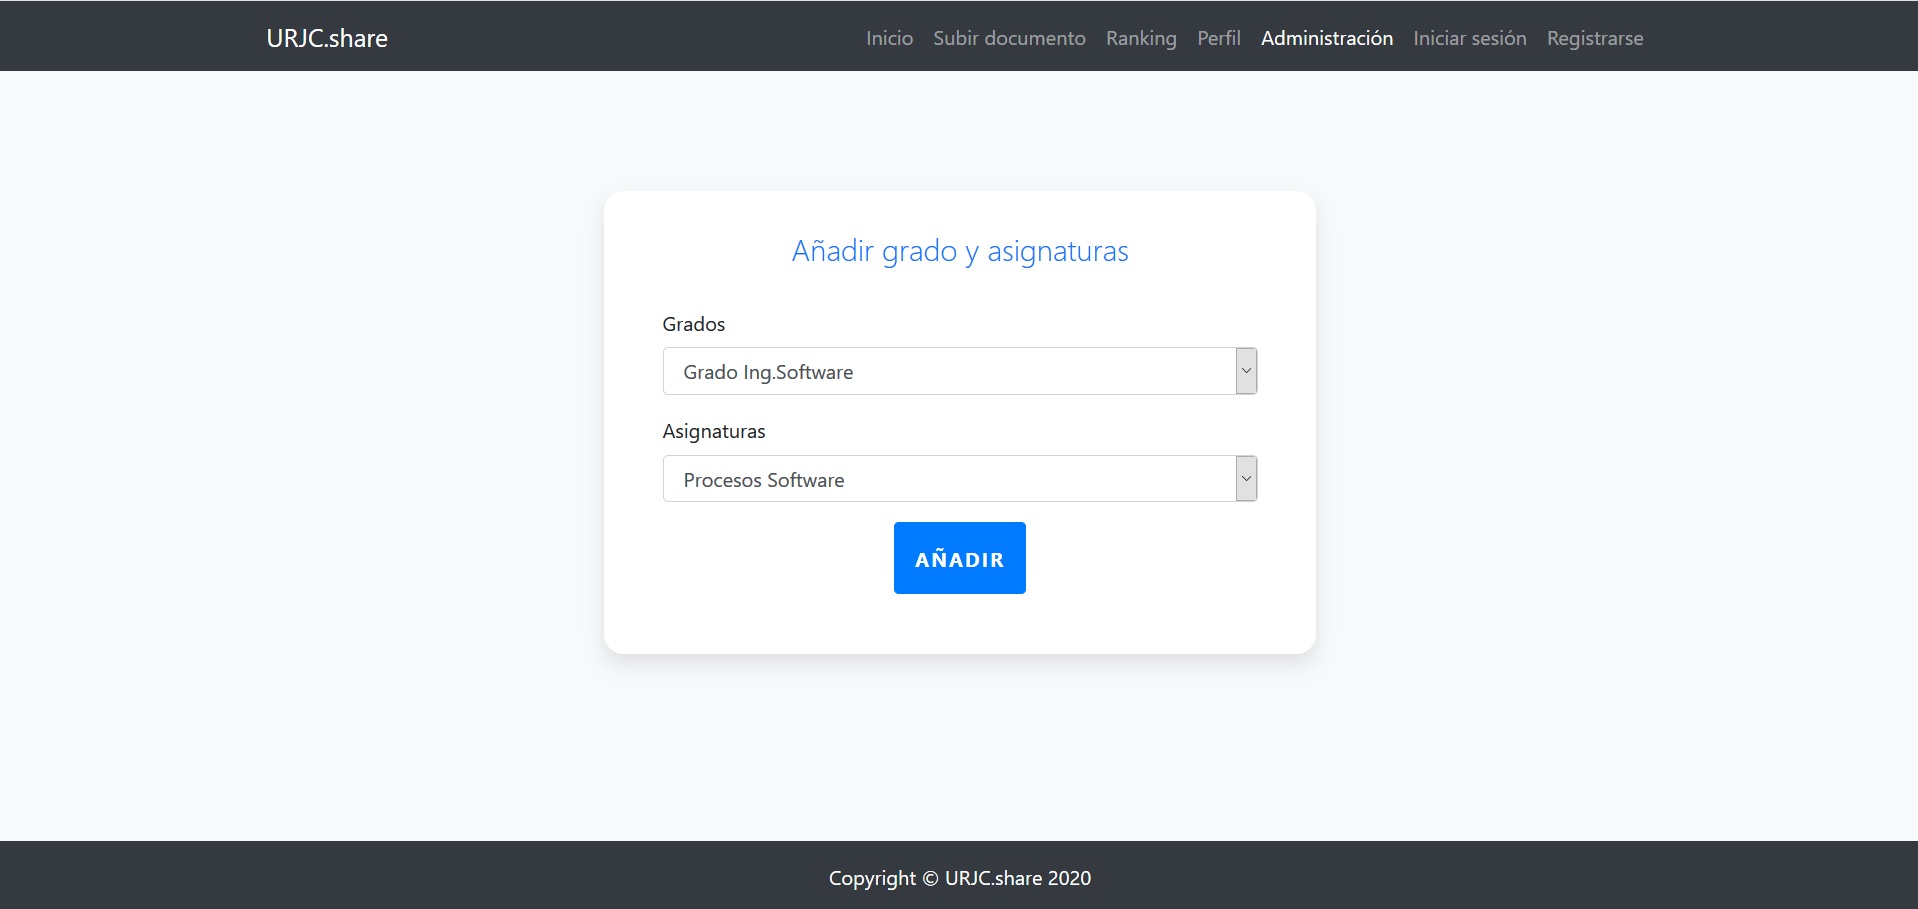 URJC.share
Inicio Subir documento Ranking Perfil Administración Iniciar sesión Registrarse
Añadir grado y asignaturas
Grados
Grado Ing.Software
Asignaturas
Procesos Software
AÑADIR
Copyright © URJC.share 2020